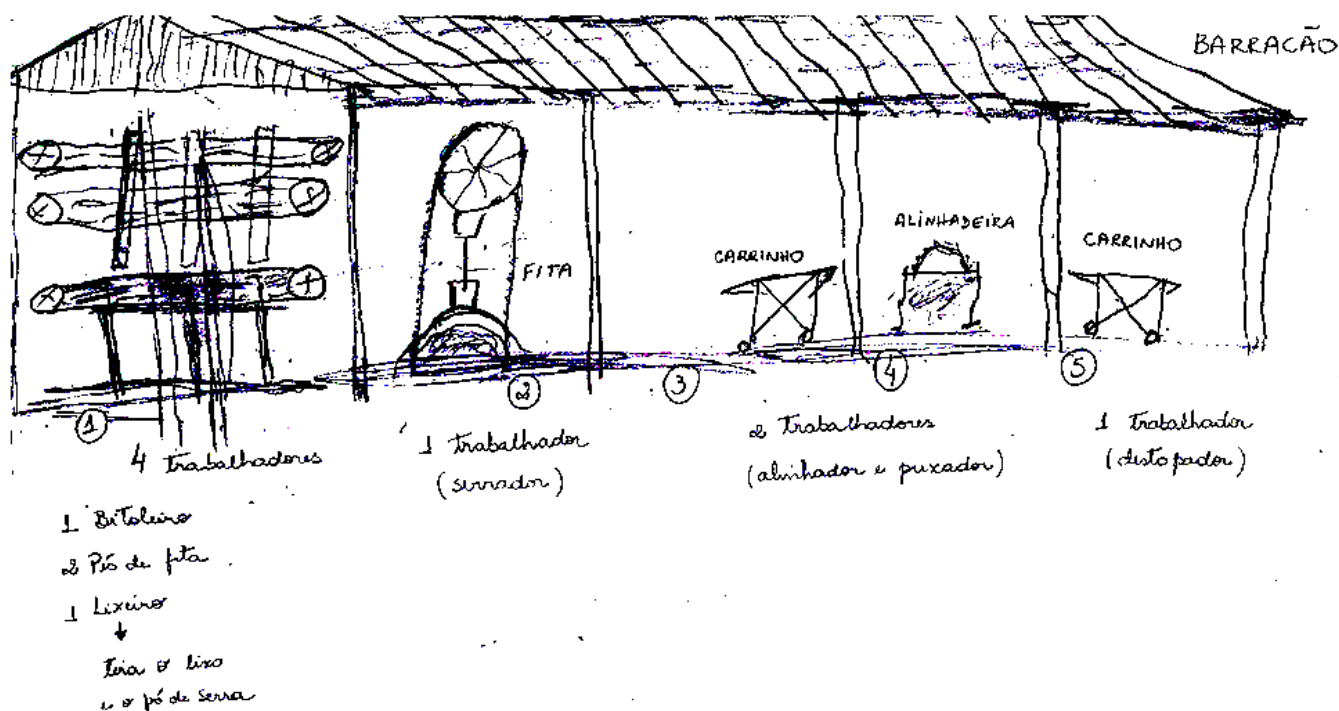 BARRACÃO
FITA
CARRINHO
ALINHADEIRA
CARRINHO
1
2
3
4
5
4 trabalhadores
1 trabalhador
(serrador)
2 trabalhadores
(alinhador e puxador)
1 trabalhador
(destopador)
1 Bitoleiro
2 Pés de fita
1 Lixeiro
tira o lixo
e o pó de serra